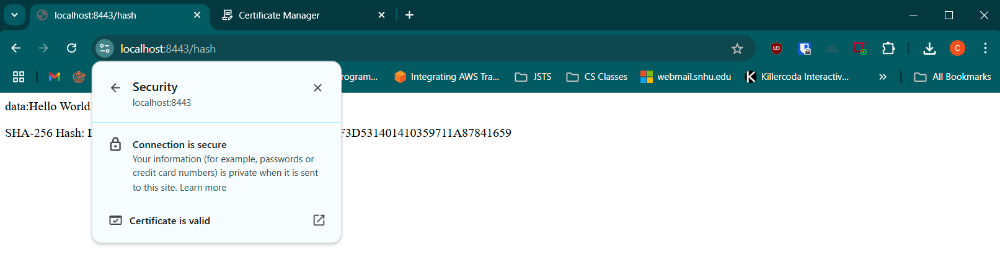 localhost:8443/hash
Certificate Manager
localhost:8443/hash
C
rogram...
Integrating AWS Tra...
JSTS
CS Classes
webmail.snhu.edu
Killercoda Interactiv...
All Bookmarks
Security
localhost:8443
data:Hello World
SHA-256 Hash:
F3D531401410359711A87841659
Connection is secure
Your information (for example, passwords or
credit card numbers) is private when it is sent
to this site. Learn more
Certificate is valid